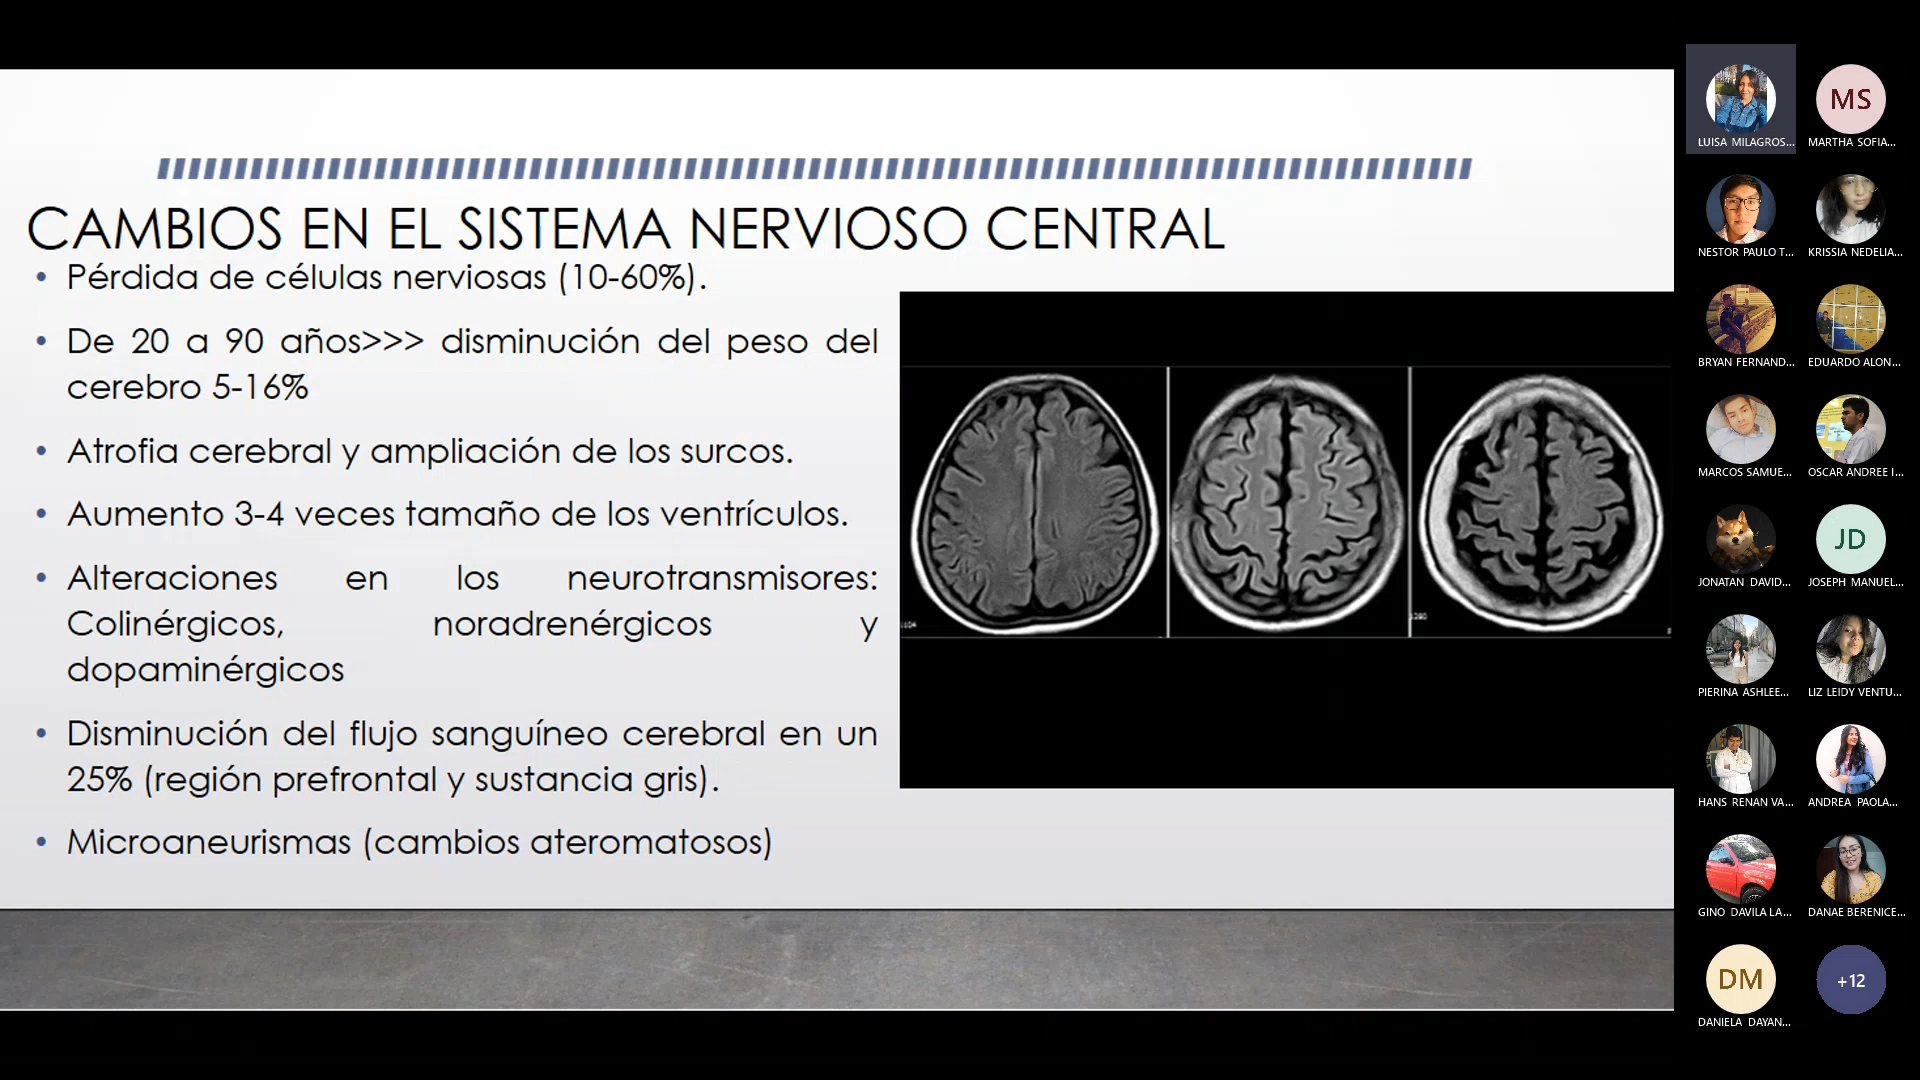 CAMBIOS EN EL SISTEMA NERVIOSO CENTRAL
• Pérdida de células nerviosas (10-60%).
• De 20 a 90 años>>> disminución del peso del
cerebro 5-16%
• Atrofia cerebral y ampliación de los surcos.
• Aumento 3-4 veces tamaño de los ventrículos.
• Alteraciones en los neurotransmisores:
Colinérgicos, noradrenérgicos y
dopaminérgicos
• Disminución del flujo sanguíneo cerebral en un
25% (región prefrontal y sustancia gris).
• Microaneurismas (cambios ateromatosos)
LUISA MILAGROS...
MS
MARTHA SOFIA...
NESTOR PAULO T...
KRISSIA NEDELIA...
BRYAN FERNAND...
EDUARDO ALON...
MARCOS SAMUE...
OSCAR ANDREE I...
JONATAN DAVID...
JD
JOSEPH MANUEL...
PIERINA ASHLEE...
LIZ LEIDY VENTU...
HANS RENAN VA...
ANDREA PAOLA...
GINO DAVILA LA...
DANAE BERENICE...
DM
DANIELA DAYAN...
+12